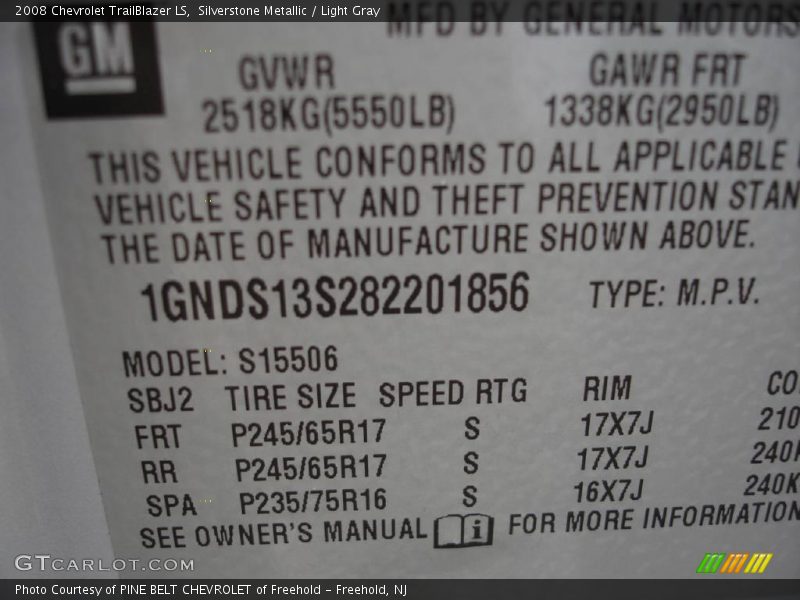 2008 Chevrolet TrailBlazer LS, Silverstone Metallic / Light Gray
MFD BY GENERAL MOTORS
GM
GVWR GAWR FRT
2518KG(5550LB) 1338KG(2950LB)
THIS VEHICLE CONFORMS TO ALL APPLICABLE
VEHICLE SAFETY AND THEFT PREVENTION STAN
THE DATE OF MANUFACTURE SHOWN ABOVE.
1GNDS13S282201856 TYPE: M.P.V.
MODEL: S15506
SBJ2 TIRE SIZE SPEED RTG RIM CO
FRT P245/65R17 S 17X7J 210
RR P245/65R17 S 17X7J 240K
SPA P235/75R16 S 16X7J 240K
SEE OWNER'S MANUAL i FOR MORE INFORMATION
GTCarLot.com
Photo Courtesy of PINE BELT CHEVROLET of Freehold - Freehold, NJ